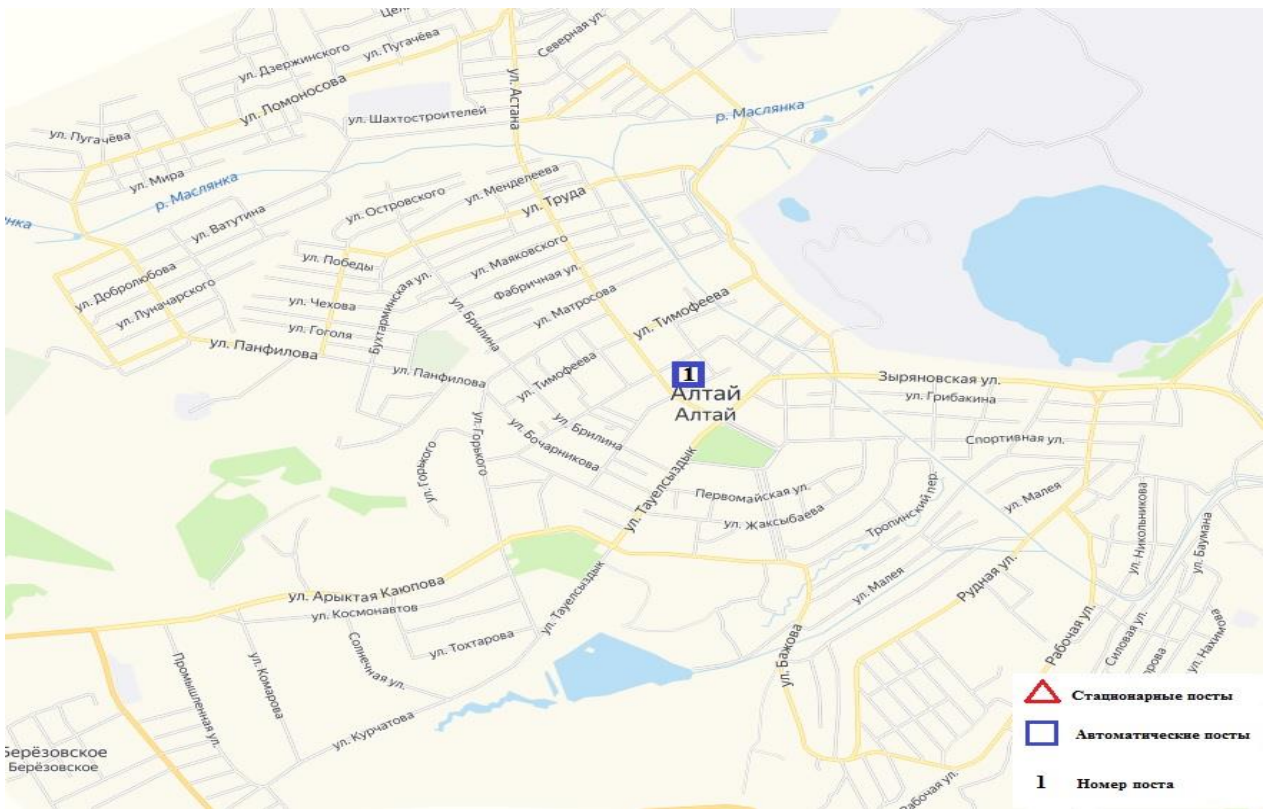 Цел
ул. Пугачёва
Северная ул.
ул. Дзержинского
ул. Ломоносова
ул. Астана
ул. Шахтостроителей
р. Маслянка
ул. Пугачёва
ул. Мира
р. Маслянка
янка
ул. Менделеева
ул. Островского
ул. Труда
ул. Ватутина
ул. Победы
ул. Маяковского
Фабричная ул.
ул. Добролюбова
ул. Луначарского
ул. Чехова
ул. Гоголя
Бухтарминская ул.
ул. Брилина
ул. Матросова
ул. Тимофеева
ул. Панфилова
ул. Панфилова
ул. Тимофеева
1
Алтай
Алтай
Зыряновская ул.
ул. Грибакина
Спортивная ул.
ул. Горького
ул. Горького
ул. Брилина
ул. Бочарникова
ул. Тауелсыздык
Первомайская ул.
ул. Жаксыбаева
Тропинский пер.
ул. Малея
ул. Никольникова
ул. Баумана
ул. Арыктая Каюпова
ул. Космонавтов
ул. Тохтарова
ул. Тауелсыздык
ул. Малея
Рудная ул.
ул. Бажова
Рабочая ул.
Силовая ул.
орова
ул. Нахимова
Солнечная ул.
ул. Комарова
Промышленная ул.
ул. Курчатова
Берёзовское
Берёзовское
Рабочая ул.
Стационарные посты
Автоматические посты
1 Номер поста